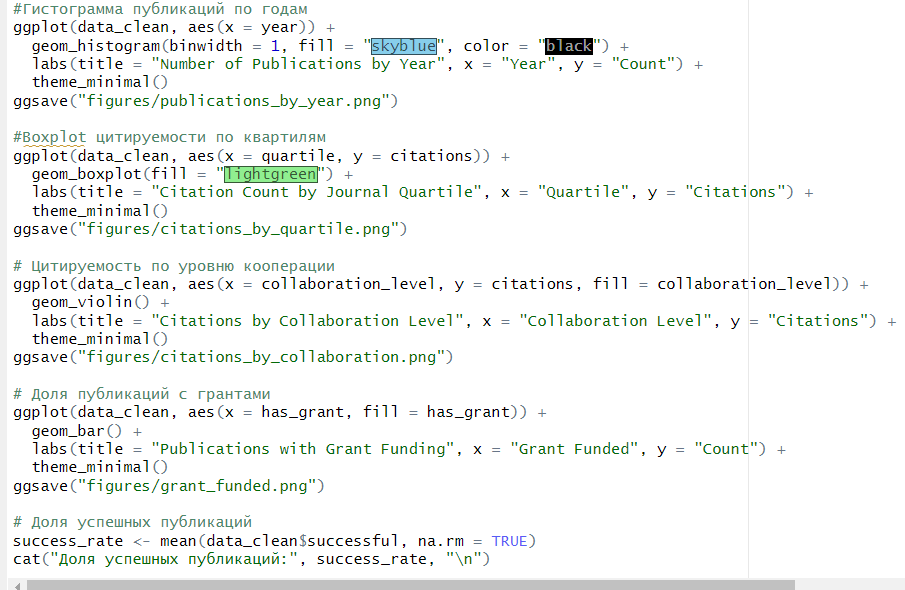 #Гистограмма публикаций по годам
ggplot(data_clean, aes(x = year)) +
  geom_histogram(binwidth = 1, fill = "skyblue", color = "black") +
  labs(title = "Number of Publications by Year", x = "Year", y = "Count") +
  theme_minimal()
ggsave("figures/publications_by_year.png")

#Boxplot цитируемости по квартилям
ggplot(data_clean, aes(x = quartile, y = citations)) +
  geom_boxplot(fill = "lightgreen") +
  labs(title = "Citation Count by Journal Quartile", x = "Quartile", y = "Citations") +
  theme_minimal()
ggsave("figures/citations_by_quartile.png")

# Цитируемость по уровню кооперации
ggplot(data_clean, aes(x = collaboration_level, y = citations, fill = collaboration_level)) +
  geom_violin() +
  labs(title = "Citations by Collaboration Level", x = "Collaboration Level", y = "Citations") +
  theme_minimal()
ggsave("figures/citations_by_collaboration.png")

# Доля публикаций с грантами
ggplot(data_clean, aes(x = has_grant, fill = has_grant)) +
  geom_bar() +
  labs(title = "Publications with Grant Funding", x = "Grant Funded", y = "Count") +
  theme_minimal()
ggsave("figures/grant_funded.png")

# Доля успешных публикаций
success_rate <- mean(data_clean$successful, na.rm = TRUE)
cat("Доля успешных публикаций:", success_rate, "\n")